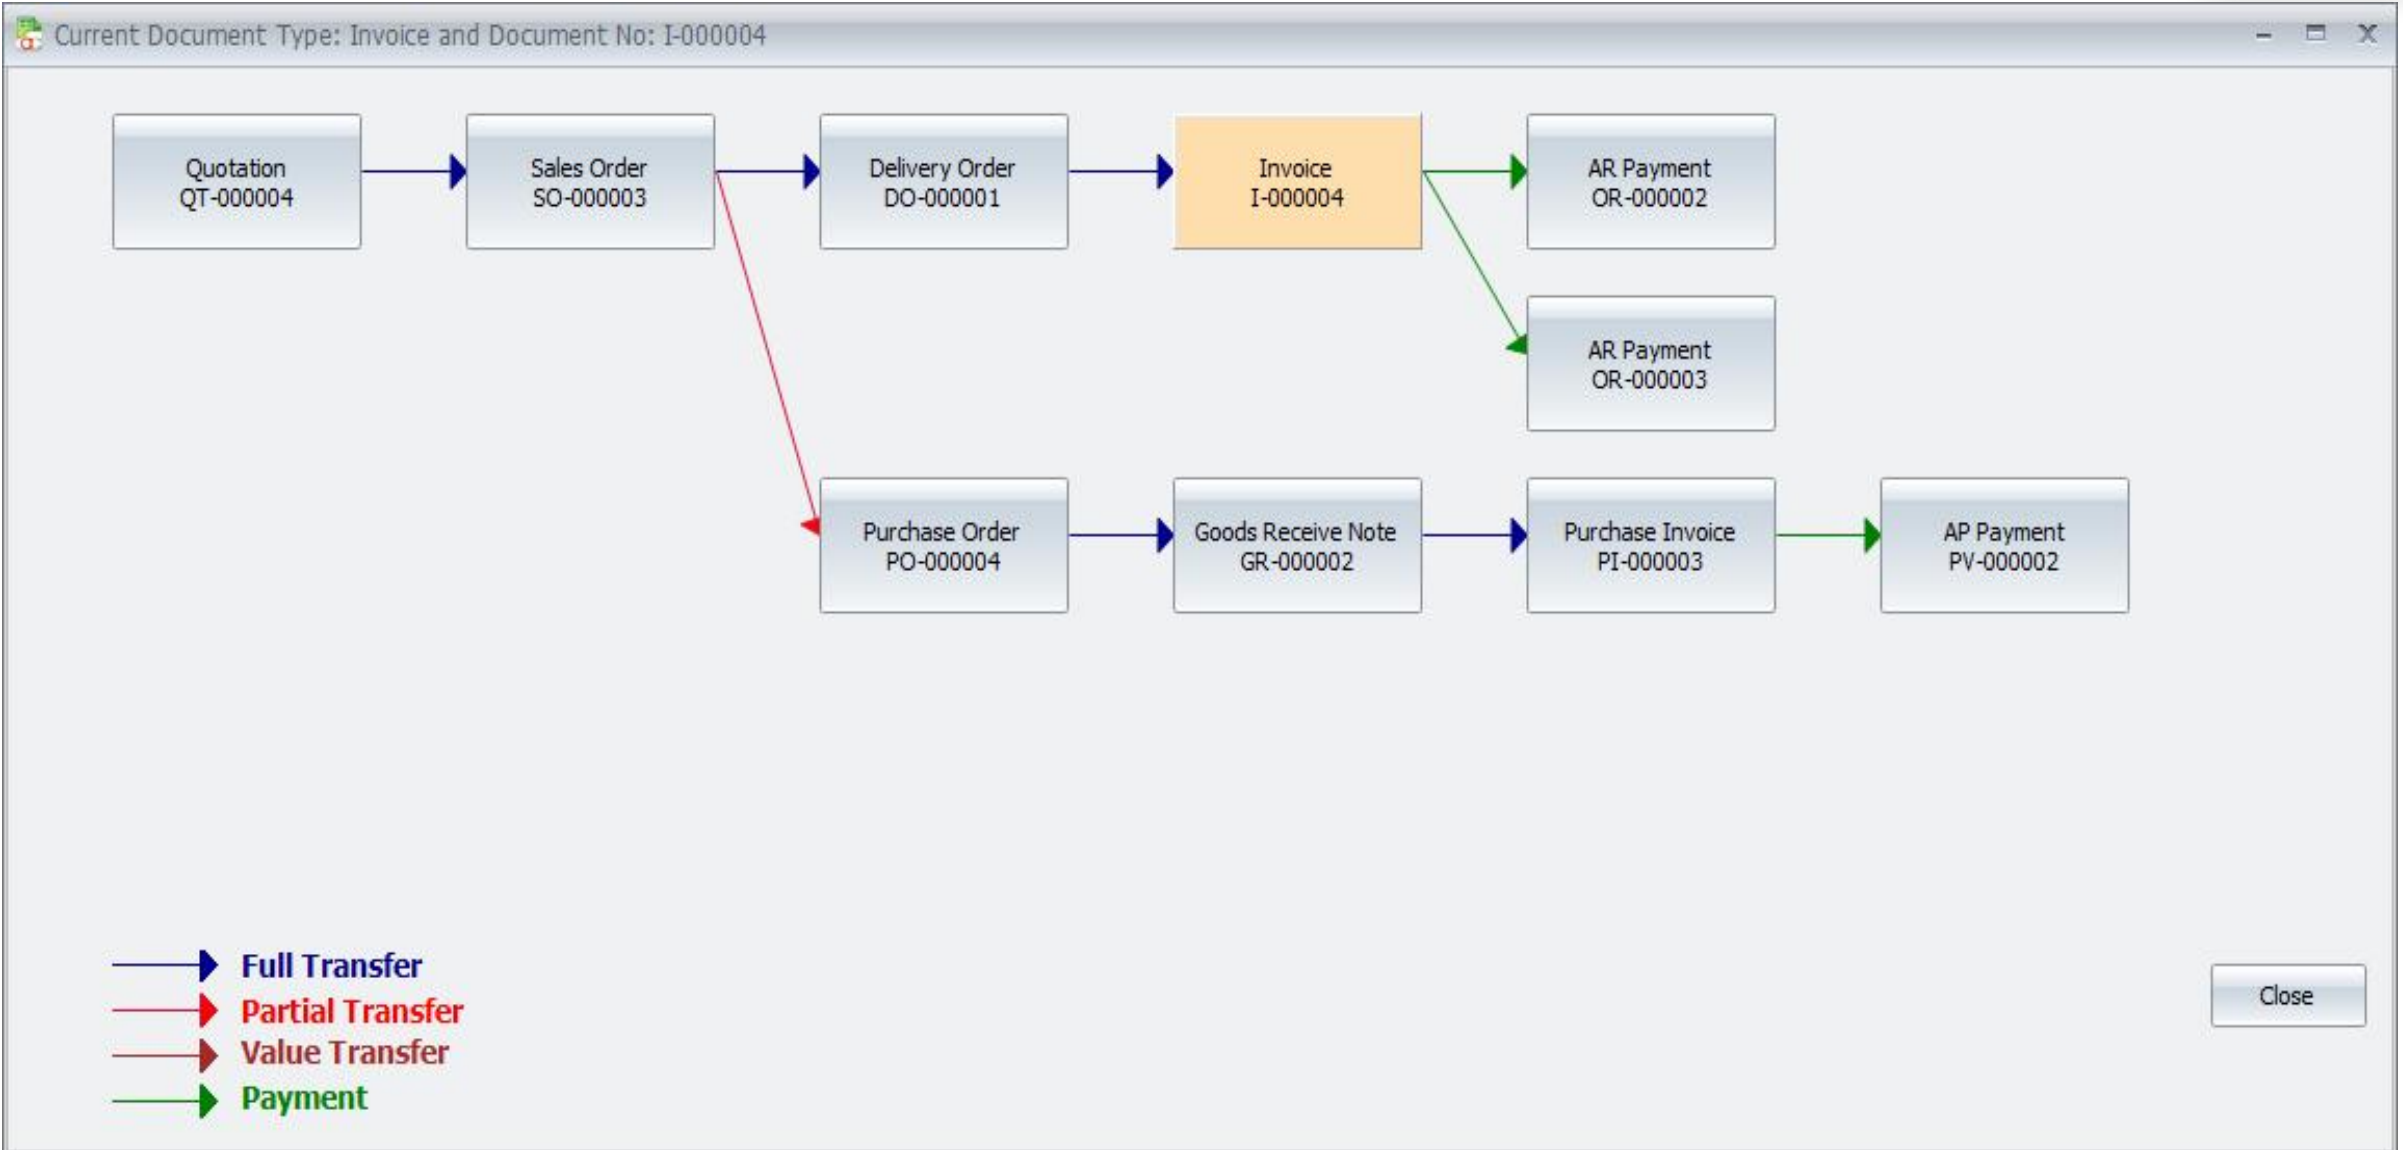 Current Document Type: Invoice and Document No: I-000004
Quotation
QT-000004
Sales Order
SO-000003
Delivery Order
DO-000001
Invoice
I-000004
AR Payment
OR-000002
AR Payment
OR-000003
Purchase Order
PO-000004
Goods Receive Note
GR-000002
Purchase Invoice
PI-000003
AP Payment
PV-000002
Full Transfer
Partial Transfer
Value Transfer
Payment
Close